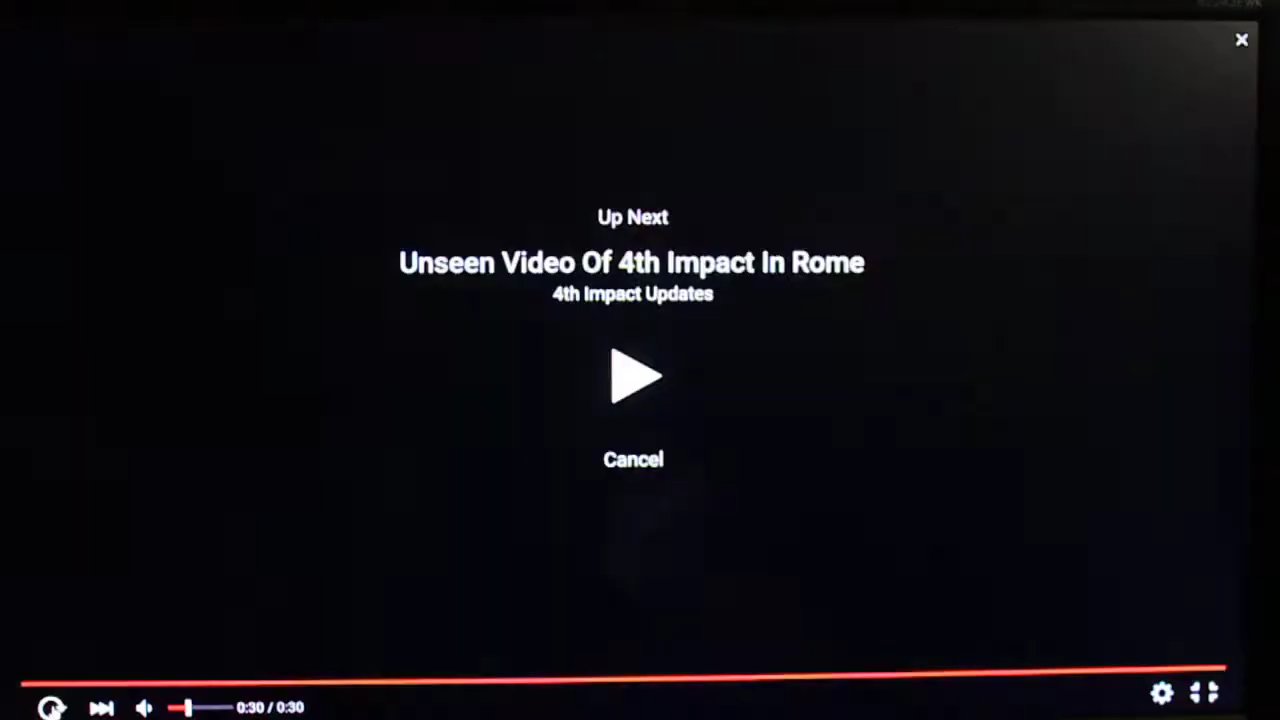 Up Next
Unseen Video Of 4th Impact In Rome
4th Impact Updates
Cancel
0:30 / 0:30